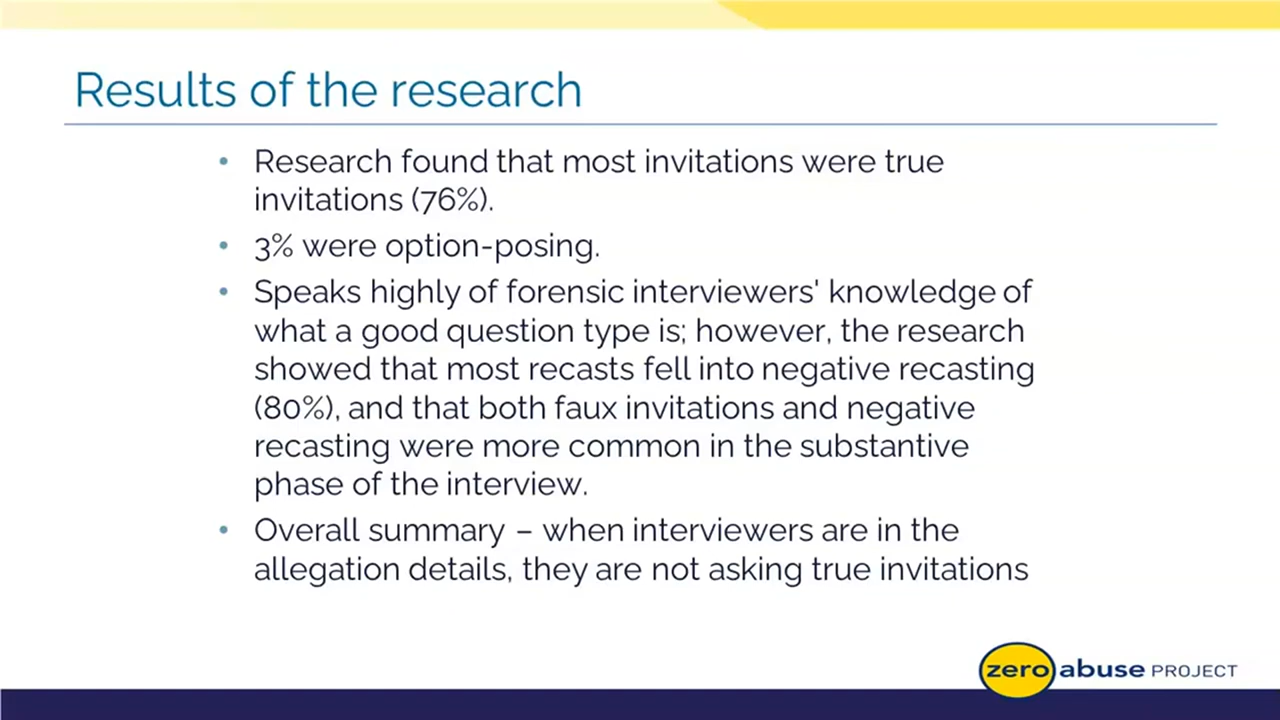 Results of the research
• Research found that most invitations were true
invitations (76%).
• 3% were option-posing.
• Speaks highly of forensic interviewers' knowledge of
what a good question type is; however, the research
showed that most recasts fell into negative recasting
(80%), and that both faux invitations and negative
recasting were more common in the substantive
phase of the interview.
• Overall summary – when interviewers are in the
allegation details, they are not asking true invitations
zero abuse PROJECT